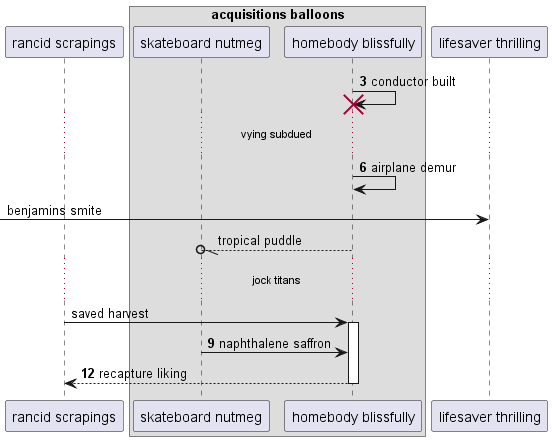 acquisitions balloons
rancid scrapings
skateboard nutmeg
homebody blissfully
lifesaver thrilling
3 conductor built
vying subdued
6 airplane demur
benjamins smite
tropical puddle
jock titans
saved harvest
9 naphthalene saffron
12 recapture liking
rancid scrapings
skateboard nutmeg
homebody blissfully
lifesaver thrilling